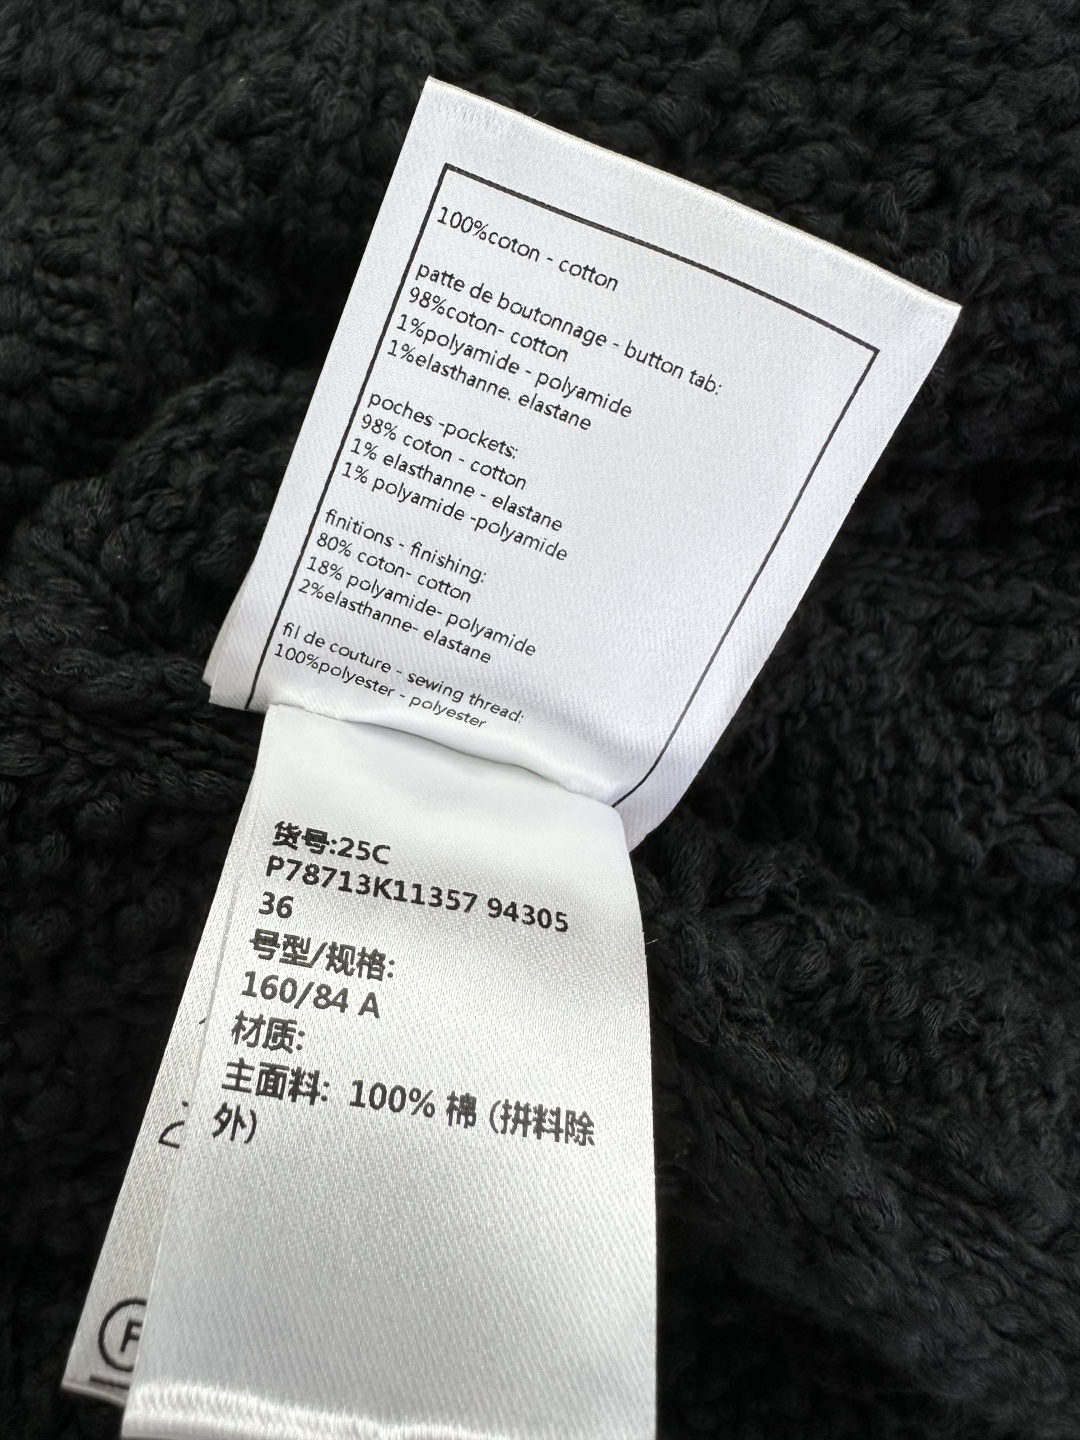 100%coton - cotton
patte de boutonnage - button tab:
98%coton- cotton
1%polyamide - polyamide
1%elasthanne. elastane
poches -pockets:
98% coton - cotton
1% elasthanne - elastane
1% polyamide -polyamide
finitions - finishing:
80% coton- cotton
18% polyamide- polyamide
2%elasthanne- elastane
fil de couture - sewing thread:
100%polyester - polyester
货号:25C
P78713K11357 94305
36
号型/规格:
160/84 A
材质:
主面料: 100% 棉 (拼料除
外)
F